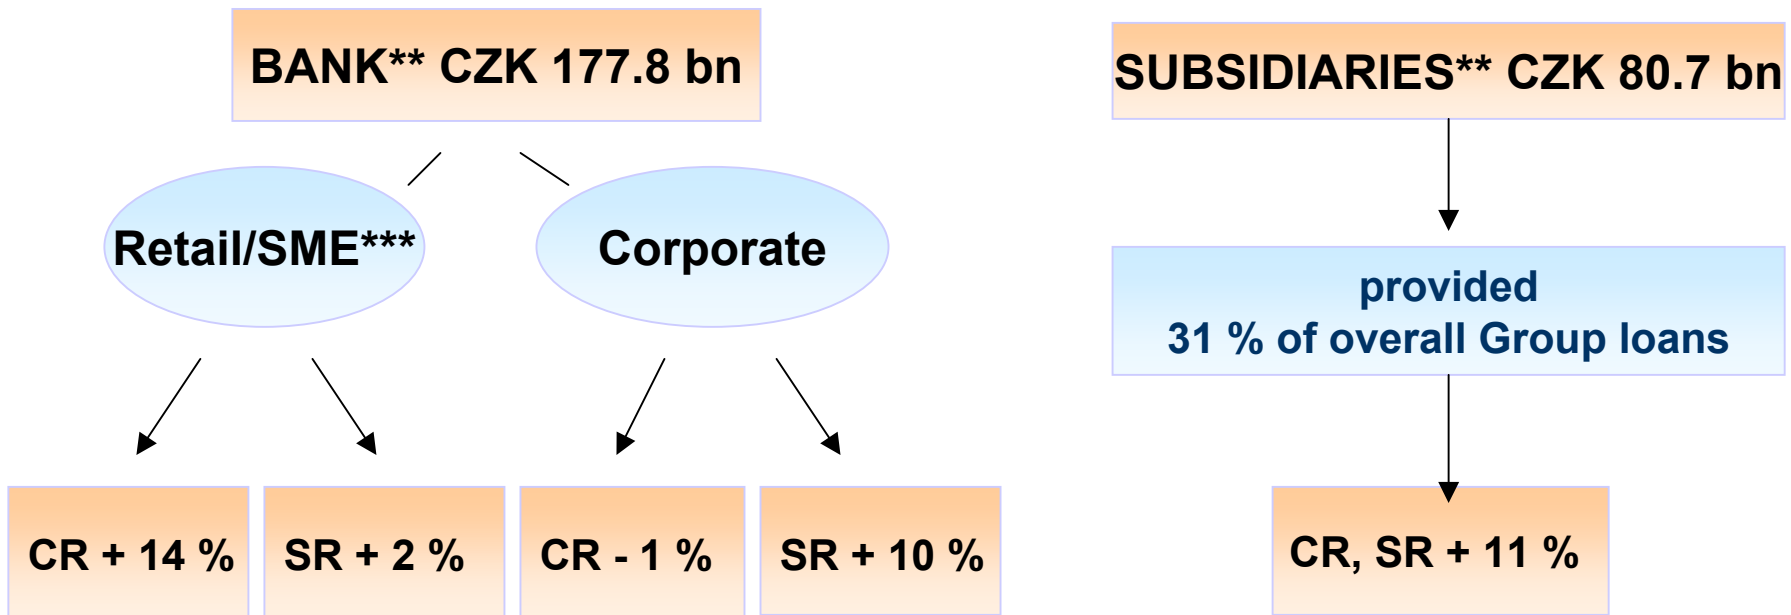 BANK** CZK 177.8 bn
SUBSIDIARIES** CZK 80.7 bn
Retail/SME***
Corporate
provided
31 % of overall Group loans
CR + 14 %
SR + 2 %
CR - 1 %
SR + 10 %
CR, SR + 11 %